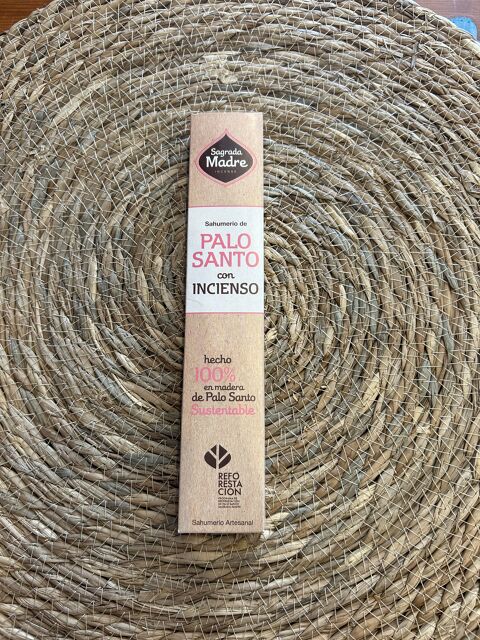 Sagrada
Madre
INCENSE
Sahumerio de
PALO
SANTO
con
INCIENSO
hecho
100%
en madera
de Palo Santo
Sustentable
REFO
RESTA
CIÓN
Sahumerio Artesanal